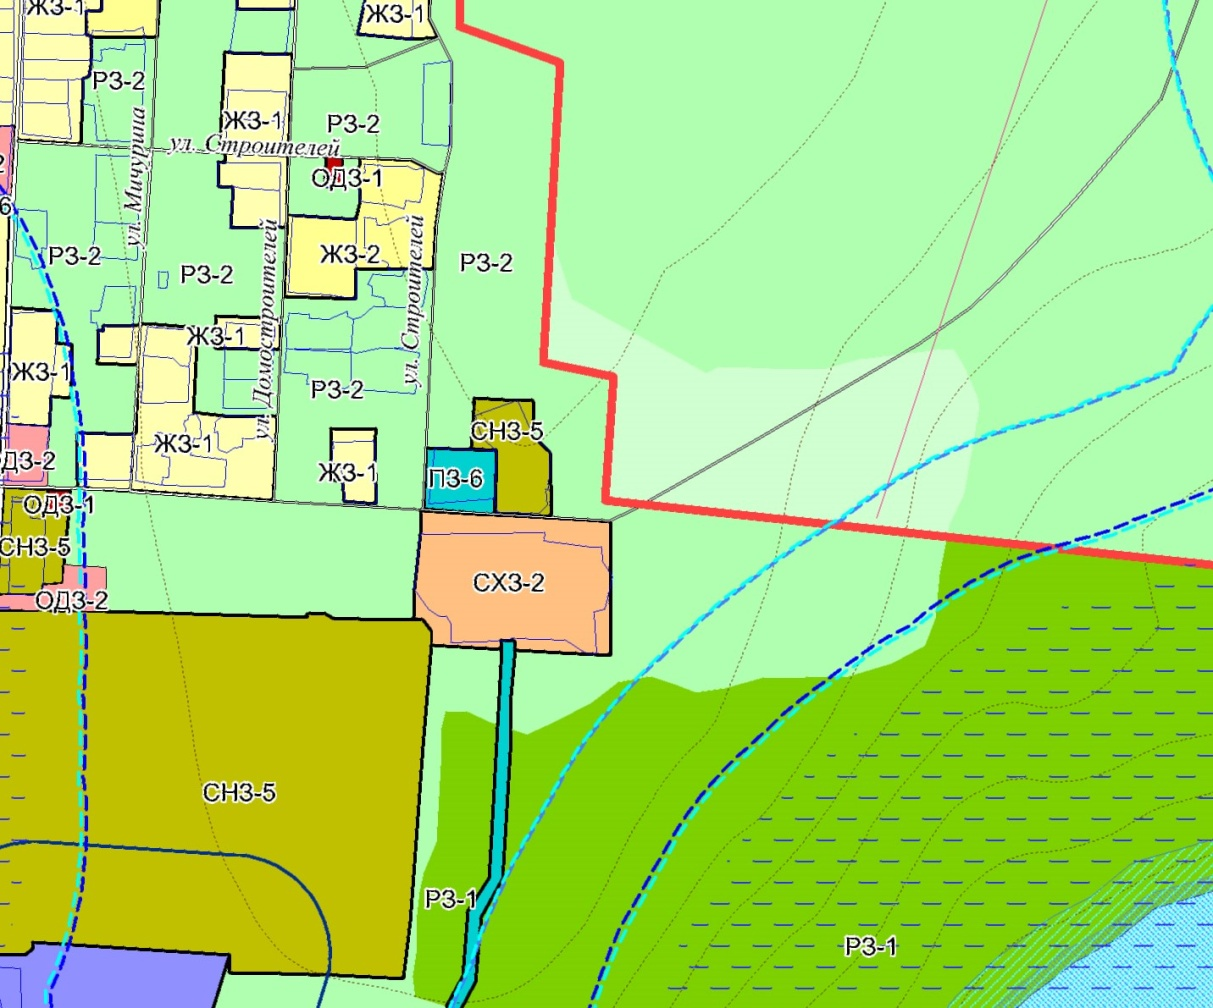 ЖЗ-1
ЖЗ-1
РЗ-2
ЖЗ-1
РЗ-2
ул. Строителей
ул. Мичурина
2
ОДЗ-1
6
РЗ-2
РЗ-2
ЖЗ-2
РЗ-2
ул. Домостроителей
ул. Строителей
ЖЗ-1
ЖЗ-1
РЗ-2
ЖЗ-1
СНЗ-5
ДЗ-2
ЖЗ-1
ПЗ-6
ОДЗ-1
СНЗ-5
СХЗ-2
ОДЗ-2
СНЗ-5
РЗ-1
РЗ-1